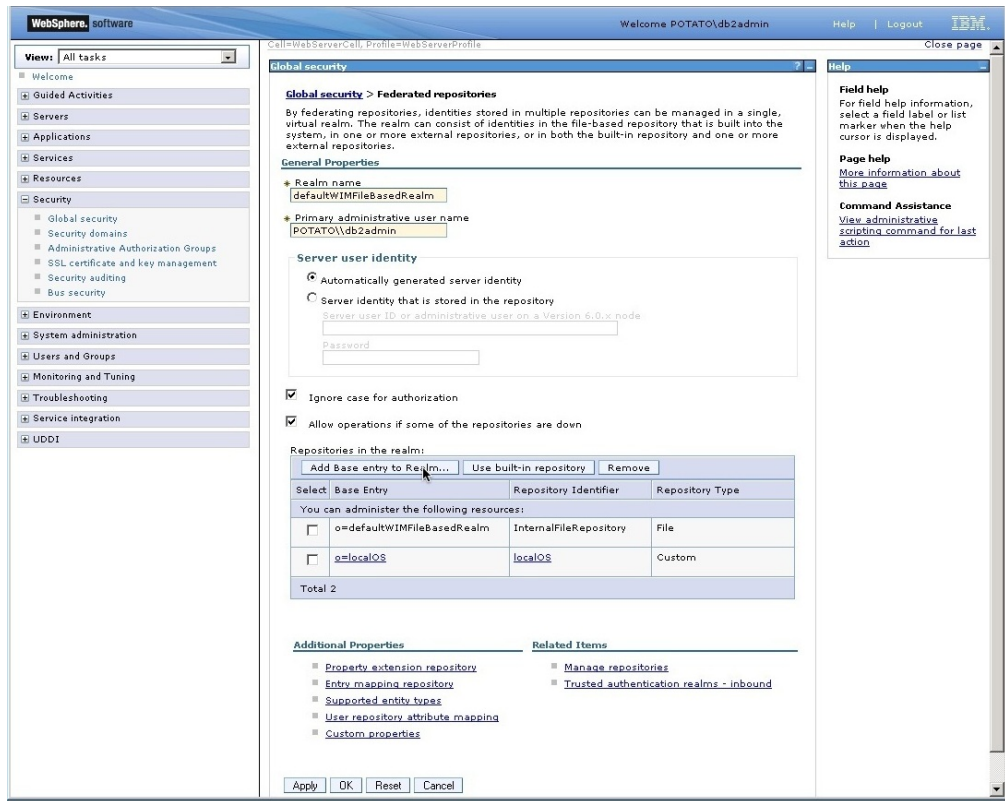 WebSphere. software
Welcome POTATO\db2admin
Help | Logout
IBM.
View: All tasks
Welcome
Guided Activities
Servers
Applications
Services
Resources
Security
Global security
Security domains
Administrative Authorization Groups
SSL certificate and key management
Security auditing
Bus security
Environment
System administration
Users and Groups
Monitoring and Tuning
Troubleshooting
Service integration
UDDI
Cell=WebServerCell, Profile=WebServerProfile
Close page
Global security
? -
Global security > Federated repositories
By federating repositories, identities stored in multiple repositories can be managed in a single,
virtual realm. The realm can consist of identities in the file-based repository that is built into the
system, in one or more external repositories, or in both the built-in repository and one or more
external repositories.
General Properties
* Realm name
defaultWIMFileBasedRealm
* Primary administrative user name
POTATO\\db2admin
Server user identity
Automatically generated server identity
Server identity that is stored in the repository
Server user ID or administrative user on a Version 6.0.x node
Password
Ignore case for authorization
Allow operations if some of the repositories are down
Repositories in the realm:
Add Base entry to Realm... Use built-in repository Remove
Select Base Entry Repository Identifier Repository Type
You can administer the following resources:
o=defaultWIMFileBasedRealm InternalFileRepository File
o=localOS localOS Custom
Total 2
Additional Properties
Property extension repository
Entry mapping repository
Supported entity types
User repository attribute mapping
Custom properties
Related Items
Manage repositories
Trusted authentication realms - inbound
Apply OK Reset Cancel
Help
Field help
For field help information,
select a field label or list
marker when the help
cursor is displayed.
Page help
More information about
this page
Command Assistance
View administrative
scripting command for last
action